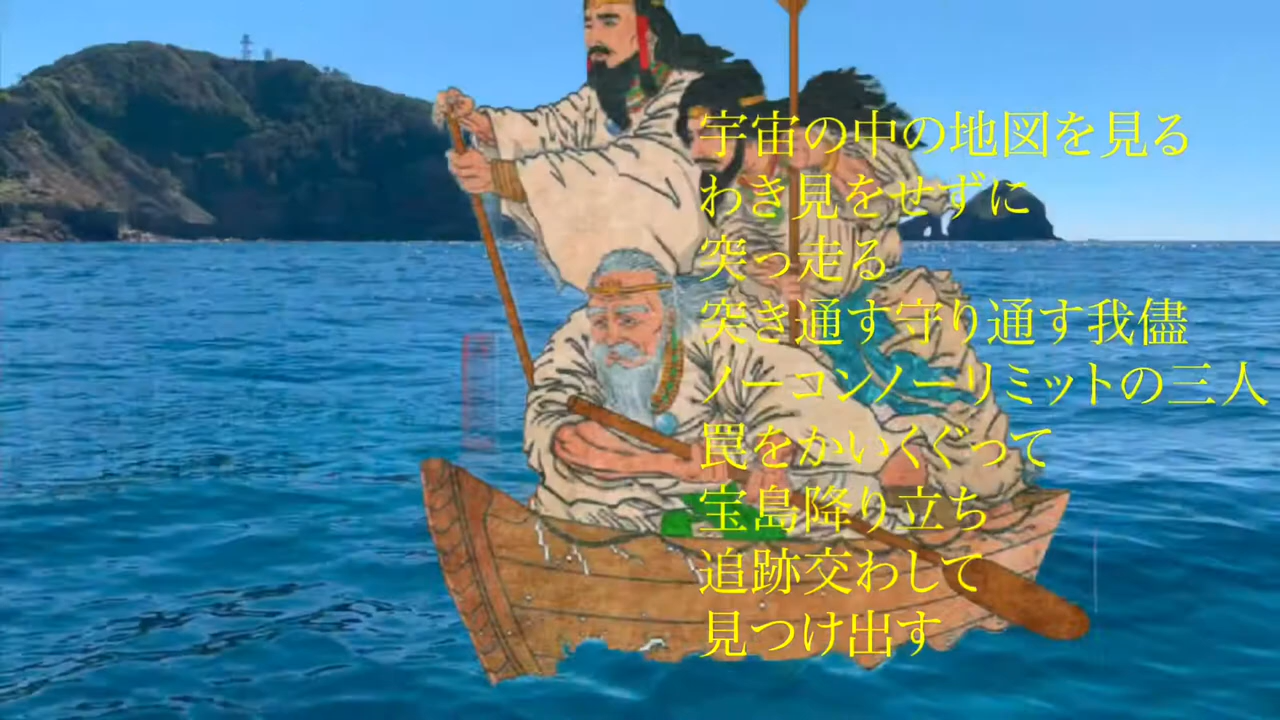 宇宙の中の地図を見る
わき見をせずに
突っ走る
突き通す守り通す我儘
ノーコンノーリミットの三人
罠をかいくぐって
宝島降り立ち
追跡交わして
見つけ出す